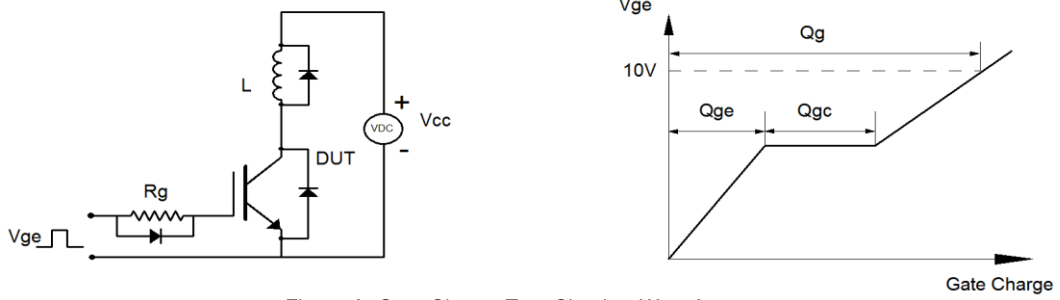 L
Rg
Vge
DUT
+
VDC
-
Vcc
Vge
10V
Qg
Qge
Qgc
Gate Charge